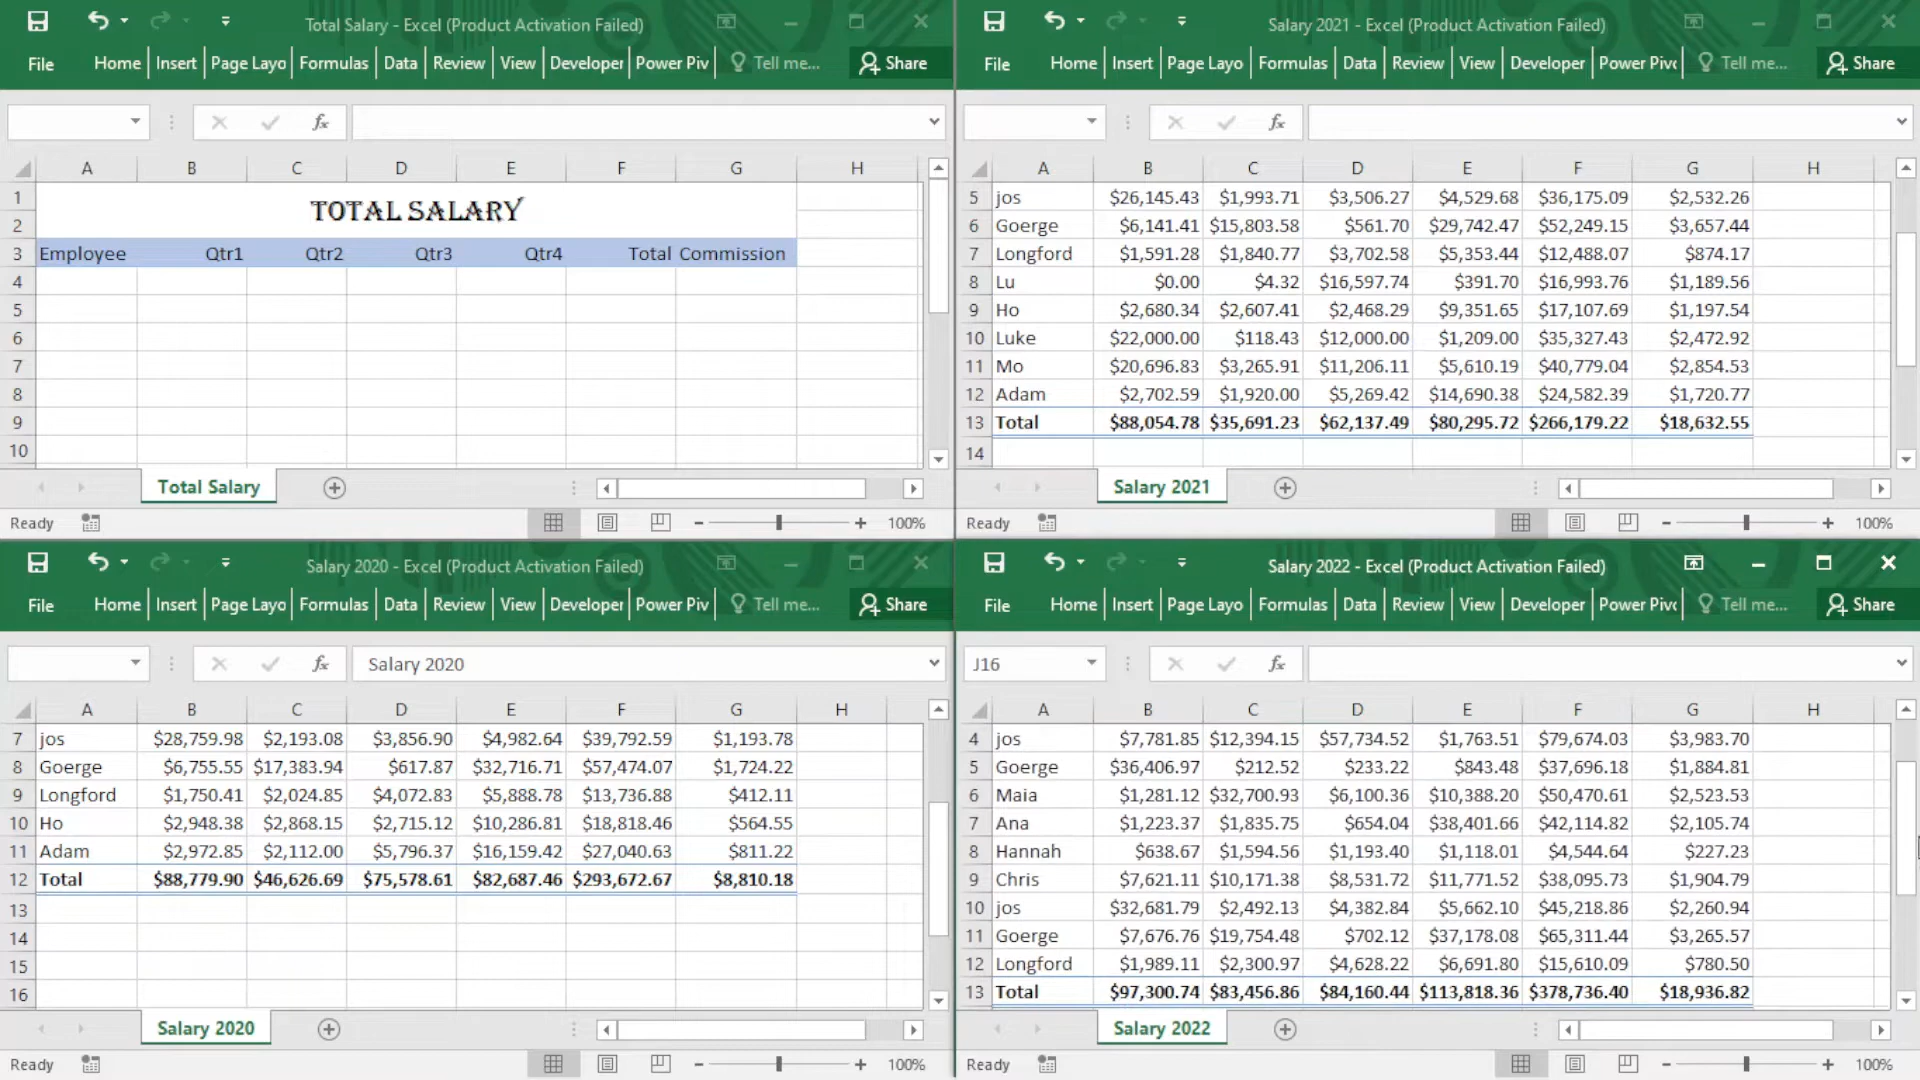 Total Salary - Excel (Product Activation Failed)
File Home Insert Page Layo Formulas Data Review View Developer Power Piv Tell me... Share
fx
A B C D E F G H
1 TOTAL SALARY
2
3 Employee Qtr1 Qtr2 Qtr3 Qtr4 Total Commission
4
5
6
7
8
9
10
Total Salary
Ready 100%
Salary 2021 - Excel (Product Activation Failed)
File Home Insert Page Layo Formulas Data Review View Developer Power Pivo Tell me... Share
fx
A B C D E F G H
5 jos $26,145.43 $1,993.71 $3,506.27 $4,529.68 $36,175.09 $2,532.26
6 Goerge $6,141.41 $15,803.58 $561.70 $29,742.47 $52,249.15 $3,657.44
7 Longford $1,591.28 $1,840.77 $3,702.58 $5,353.44 $12,488.07 $874.17
8 Lu $0.00 $4.32 $16,597.74 $391.70 $16,993.76 $1,189.56
9 Ho $2,680.34 $2,607.41 $2,468.29 $9,351.65 $17,107.69 $1,197.54
10 Luke $22,000.00 $118.43 $12,000.00 $1,209.00 $35,327.43 $2,472.92
11 Mo $20,696.83 $3,265.91 $11,206.11 $5,610.19 $40,779.04 $2,854.53
12 Adam $2,702.59 $1,920.00 $5,269.42 $14,690.38 $24,582.39 $1,720.77
13 Total $88,054.78 $35,691.23 $62,137.49 $80,295.72 $266,179.22 $18,632.55
14
Salary 2021
Ready 100%
Salary 2020 - Excel (Product Activation Failed)
File Home Insert Page Layo Formulas Data Review View Developer Power Piv Tell me... Share
fx Salary 2020
A B C D E F G H
7 jos $28,759.98 $2,193.08 $3,856.90 $4,982.64 $39,792.59 $1,193.78
8 Goerge $6,755.55 $17,383.94 $617.87 $32,716.71 $57,474.07 $1,724.22
9 Longford $1,750.41 $2,024.85 $4,072.83 $5,888.78 $13,736.88 $412.11
10 Ho $2,948.38 $2,868.15 $2,715.12 $10,286.81 $18,818.46 $564.55
11 Adam $2,972.85 $2,112.00 $5,796.37 $16,159.42 $27,040.63 $811.22
12 Total $88,779.90 $46,626.69 $75,578.61 $82,687.46 $293,672.67 $8,810.18
13
14
15
16
Salary 2020
Ready 100%
Salary 2022 - Excel (Product Activation Failed)
File Home Insert Page Layo Formulas Data Review View Developer Power Pivo Tell me... Share
J16 fx
A B C D E F G H
4 jos $7,781.85 $12,394.15 $57,734.52 $1,763.51 $79,674.03 $3,983.70
5 Goerge $36,406.97 $212.52 $233.22 $843.48 $37,696.18 $1,884.81
6 Maia $1,281.12 $32,700.93 $6,100.36 $10,388.20 $50,470.61 $2,523.53
7 Ana $1,223.37 $1,835.75 $654.04 $38,401.66 $42,114.82 $2,105.74
8 Hannah $638.67 $1,594.56 $1,193.40 $1,118.01 $4,544.64 $227.23
9 Chris $7,621.11 $10,171.38 $8,531.72 $11,771.52 $38,095.73 $1,904.79
10 jos $32,681.79 $2,492.13 $4,382.84 $5,662.10 $45,218.86 $2,260.94
11 Goerge $7,676.76 $19,754.48 $702.12 $37,178.08 $65,311.44 $3,265.57
12 Longford $1,989.11 $2,300.97 $4,628.22 $6,691.80 $15,610.09 $780.50
13 Total $97,300.74 $83,456.86 $84,160.44 $113,818.36 $378,736.40 $18,936.82
Salary 2022
Ready 100%